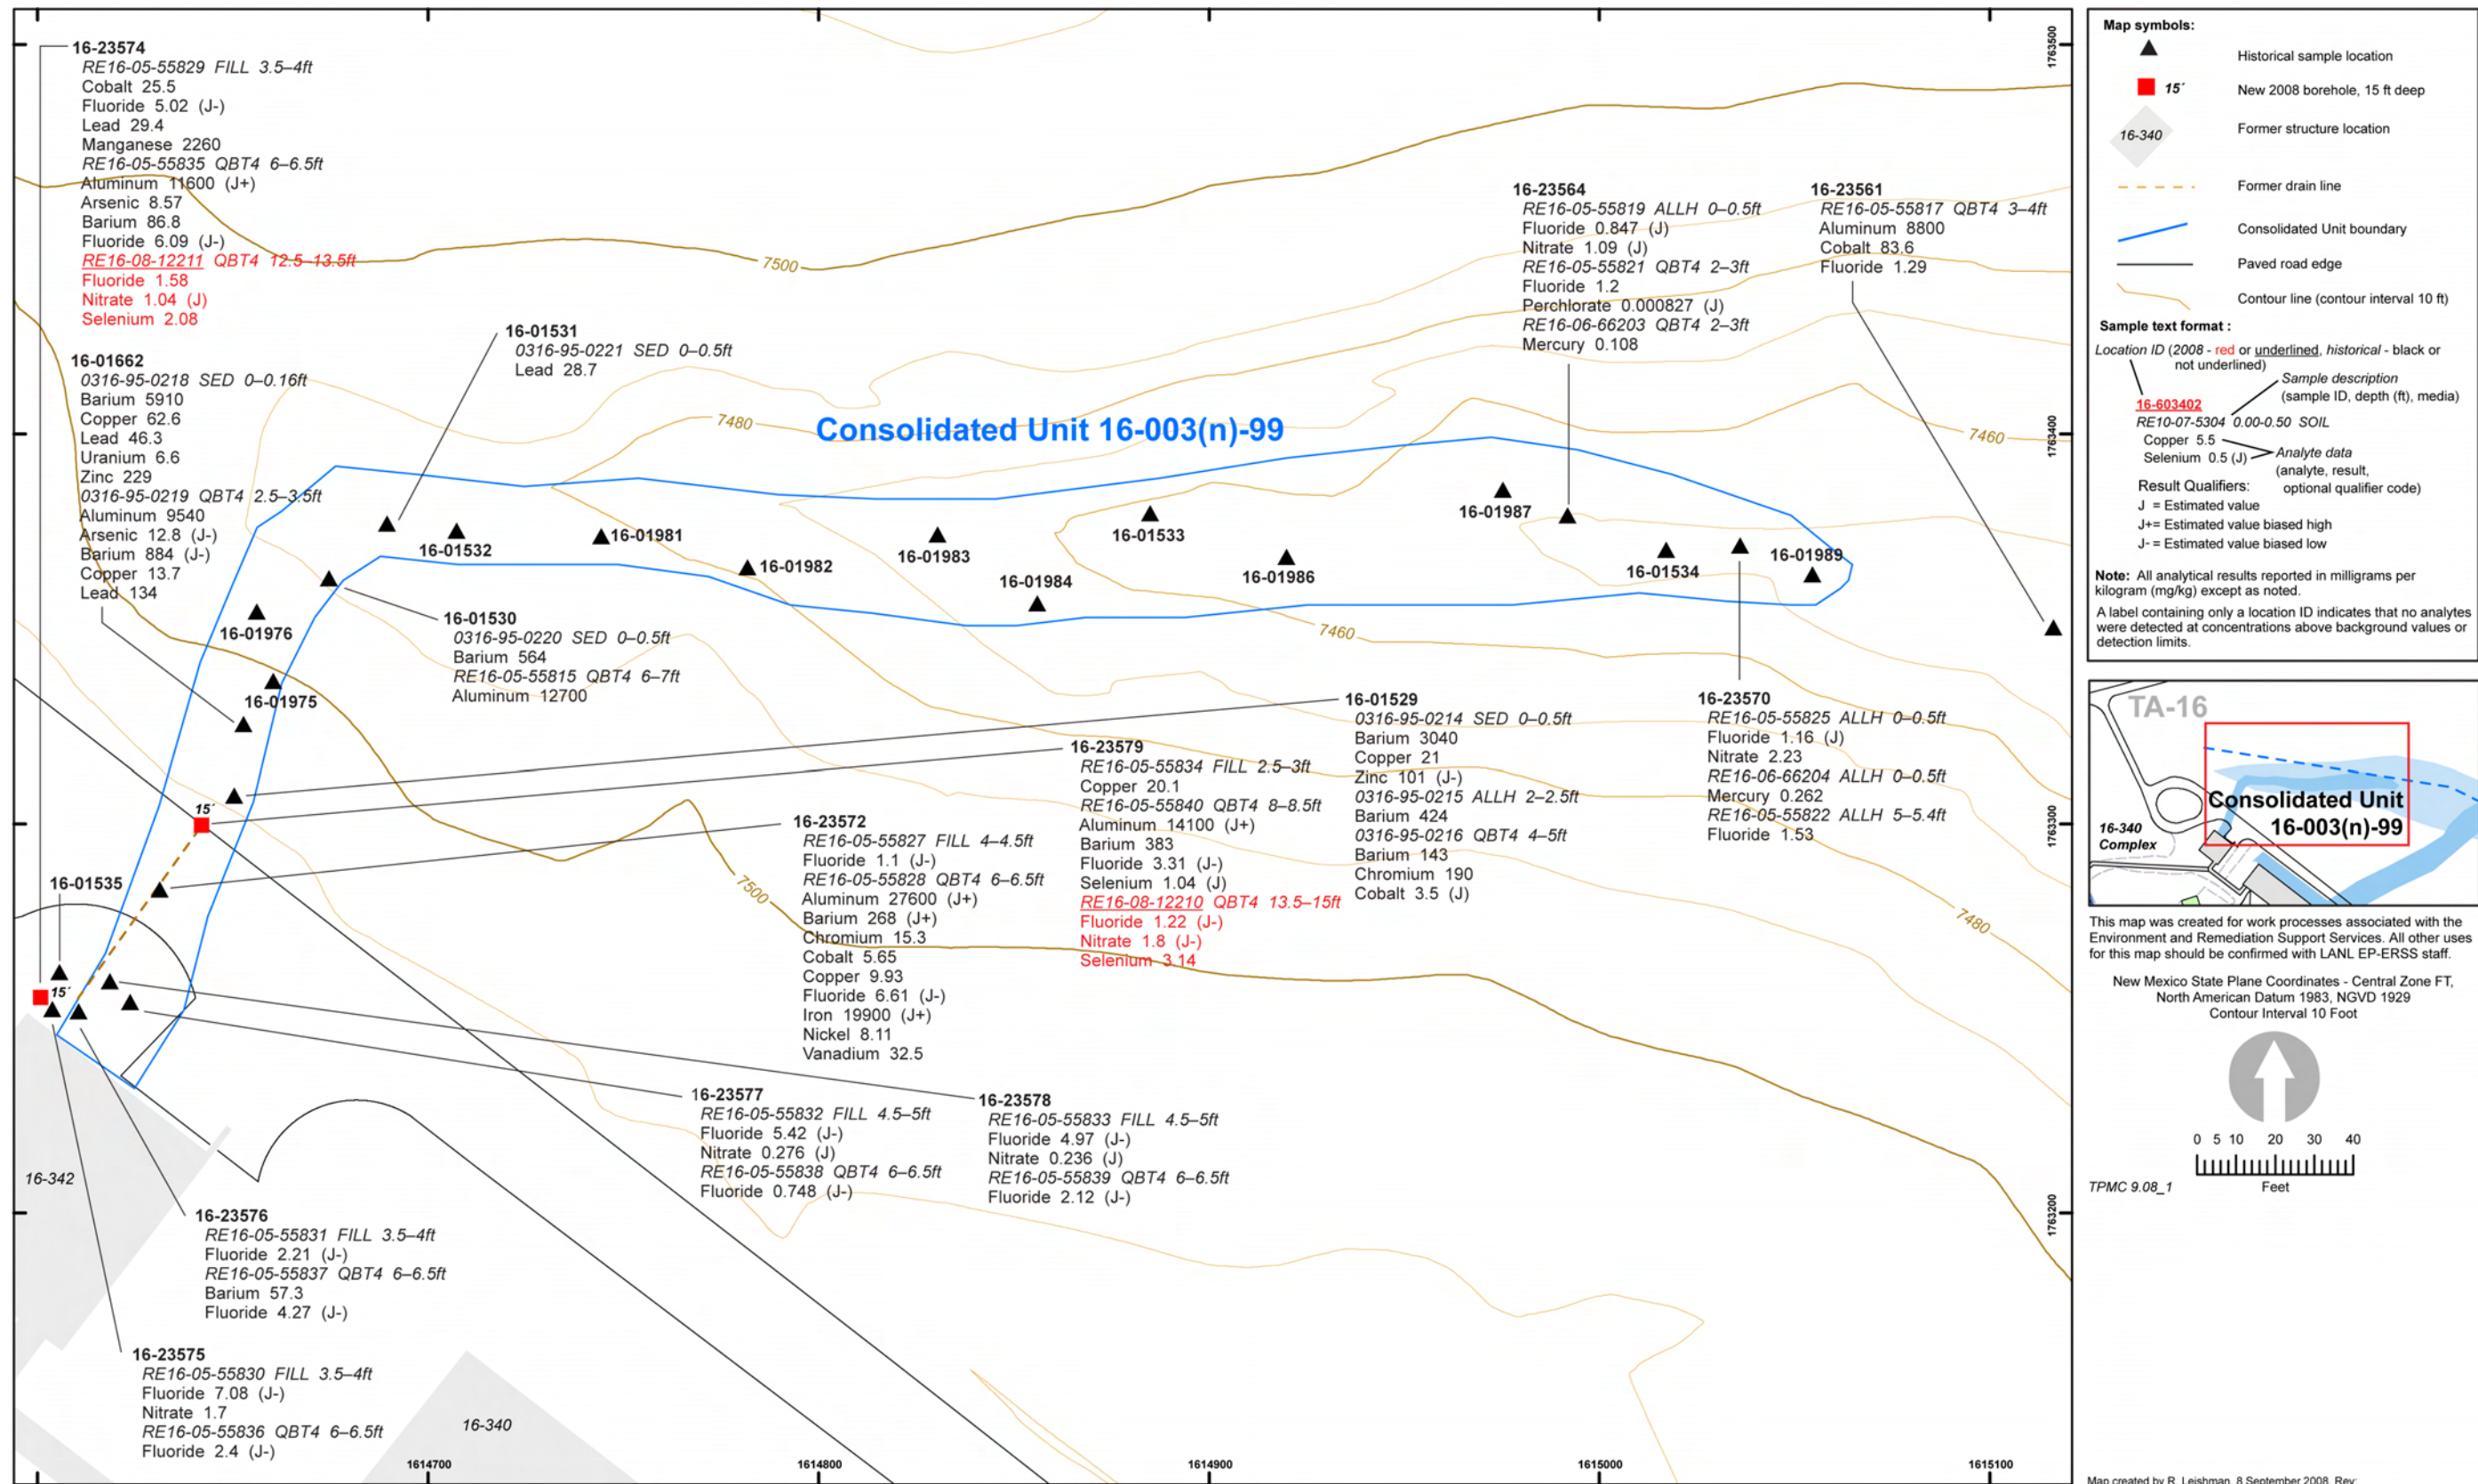 16-23574
RE16-05-55829 FILL 3.5–4ft
Cobalt 25.5
Fluoride 5.02 (J-)
Lead 29.4
Manganese 2260
RE16-05-55835 QBT4 6–6.5ft
Aluminum 11600 (J+)
Arsenic 8.57
Barium 86.8
Fluoride 6.09 (J-)
RE16-08-12211 QBT4 12.5–13.5ft
Fluoride 1.58
Nitrate 1.04 (J)
Selenium 2.08
16-01662
0316-95-0218 SED 0–0.16ft
Barium 5910
Copper 62.6
Lead 46.3
Uranium 6.6
Zinc 229
0316-95-0219 QBT4 2.5–3.5ft
Aluminum 9540
Arsenic 12.8 (J-)
Barium 884 (J-)
Copper 13.7
Lead 134
16-01531
0316-95-0221 SED 0–0.5ft
Lead 28.7
7500
7480
Consolidated Unit 16-003(n)-99
16-23564
RE16-05-55819 ALLH 0–0.5ft
Fluoride 0.847 (J)
Nitrate 1.09 (J)
RE16-05-55821 QBT4 2–3ft
Fluoride 1.2
Perchlorate 0.000827 (J)
RE16-06-66203 QBT4 2–3ft
Mercury 0.108
16-23561
RE16-05-55817 QBT4 3–4ft
Aluminum 8800
Cobalt 83.6
Fluoride 1.29
7460
16-01532
16-01981
16-01982
16-01983
16-01984
16-01533
16-01986
16-01987
16-01534
16-01989
16-01976
16-01975
7460
16-01530
0316-95-0220 SED 0–0.5ft
Barium 564
RE16-05-55815 QBT4 6–7ft
Aluminum 12700
16-01529
0316-95-0214 SED 0–0.5ft
Barium 3040
Copper 21
Zinc 101 (J-)
0316-95-0215 ALLH 2–2.5ft
Barium 424
0316-95-0216 QBT4 4–5ft
Barium 143
Chromium 190
Cobalt 3.5 (J)
16-23570
RE16-05-55825 ALLH 0–0.5ft
Fluoride 1.16 (J)
Nitrate 2.23
RE16-06-66204 ALLH 0–0.5ft
Mercury 0.262
RE16-05-55822 ALLH 5–5.4ft
Fluoride 1.53
16-23579
RE16-05-55834 FILL 2.5–3ft
Copper 20.1
RE16-05-55840 QBT4 8–8.5ft
Aluminum 14100 (J+)
Barium 383
Fluoride 3.31 (J-)
Selenium 1.04 (J)
RE16-08-12210 QBT4 13.5–15ft
Fluoride 1.22 (J-)
Nitrate 1.8 (J-)
Selenium 3.14
16-23572
RE16-05-55827 FILL 4–4.5ft
Fluoride 1.1 (J-)
RE16-05-55828 QBT4 6–6.5ft
Aluminum 27600 (J+)
Barium 268 (J+)
Chromium 15.3
Cobalt 5.65
Copper 9.93
Fluoride 6.61 (J-)
Iron 19900 (J+)
Nickel 8.11
Vanadium 32.5
15´
16-01535
15´
7500
7480
16-23577
RE16-05-55832 FILL 4.5–5ft
Fluoride 5.42 (J-)
Nitrate 0.276 (J)
RE16-05-55838 QBT4 6–6.5ft
Fluoride 0.748 (J-)
16-23578
RE16-05-55833 FILL 4.5–5ft
Fluoride 4.97 (J-)
Nitrate 0.236 (J)
RE16-05-55839 QBT4 6–6.5ft
Fluoride 2.12 (J-)
16-342
16-23576
RE16-05-55831 FILL 3.5–4ft
Fluoride 2.21 (J-)
RE16-05-55837 QBT4 6–6.5ft
Barium 57.3
Fluoride 4.27 (J-)
16-23575
RE16-05-55830 FILL 3.5–4ft
Fluoride 7.08 (J-)
Nitrate 1.7
RE16-05-55836 QBT4 6–6.5ft
Fluoride 2.4 (J-)
16-340
1614700
1614800
1614900
1615000
1615100
1763500
1763400
1763300
1763200
Map symbols:
Historical sample location
15´ New 2008 borehole, 15 ft deep
16-340 Former structure location
Former drain line
Consolidated Unit boundary
Paved road edge
Contour line (contour interval 10 ft)
Sample text format :
Location ID (2008 - red or underlined, historical - black or
not underlined)
Sample description
(sample ID, depth (ft), media)
16-603402
RE10-07-5304 0.00-0.50 SOIL
Copper 5.5
Selenium 0.5 (J)
Analyte data
(analyte, result,
optional qualifier code)
Result Qualifiers:
J = Estimated value
J+= Estimated value biased high
J- = Estimated value biased low
Note: All analytical results reported in milligrams per
kilogram (mg/kg) except as noted.
A label containing only a location ID indicates that no analytes
were detected at concentrations above background values or
detection limits.
TA-16
Consolidated Unit
16-003(n)-99
16-340
Complex
This map was created for work processes associated with the
Environment and Remediation Support Services. All other uses
for this map should be confirmed with LANL EP-ERSS staff.
New Mexico State Plane Coordinates - Central Zone FT,
North American Datum 1983, NGVD 1929
Contour Interval 10 Foot
0 5 10 20 30 40
Feet
TPMC 9.08_1
Map created by R. Leishman, 8 September 2008, Rev: